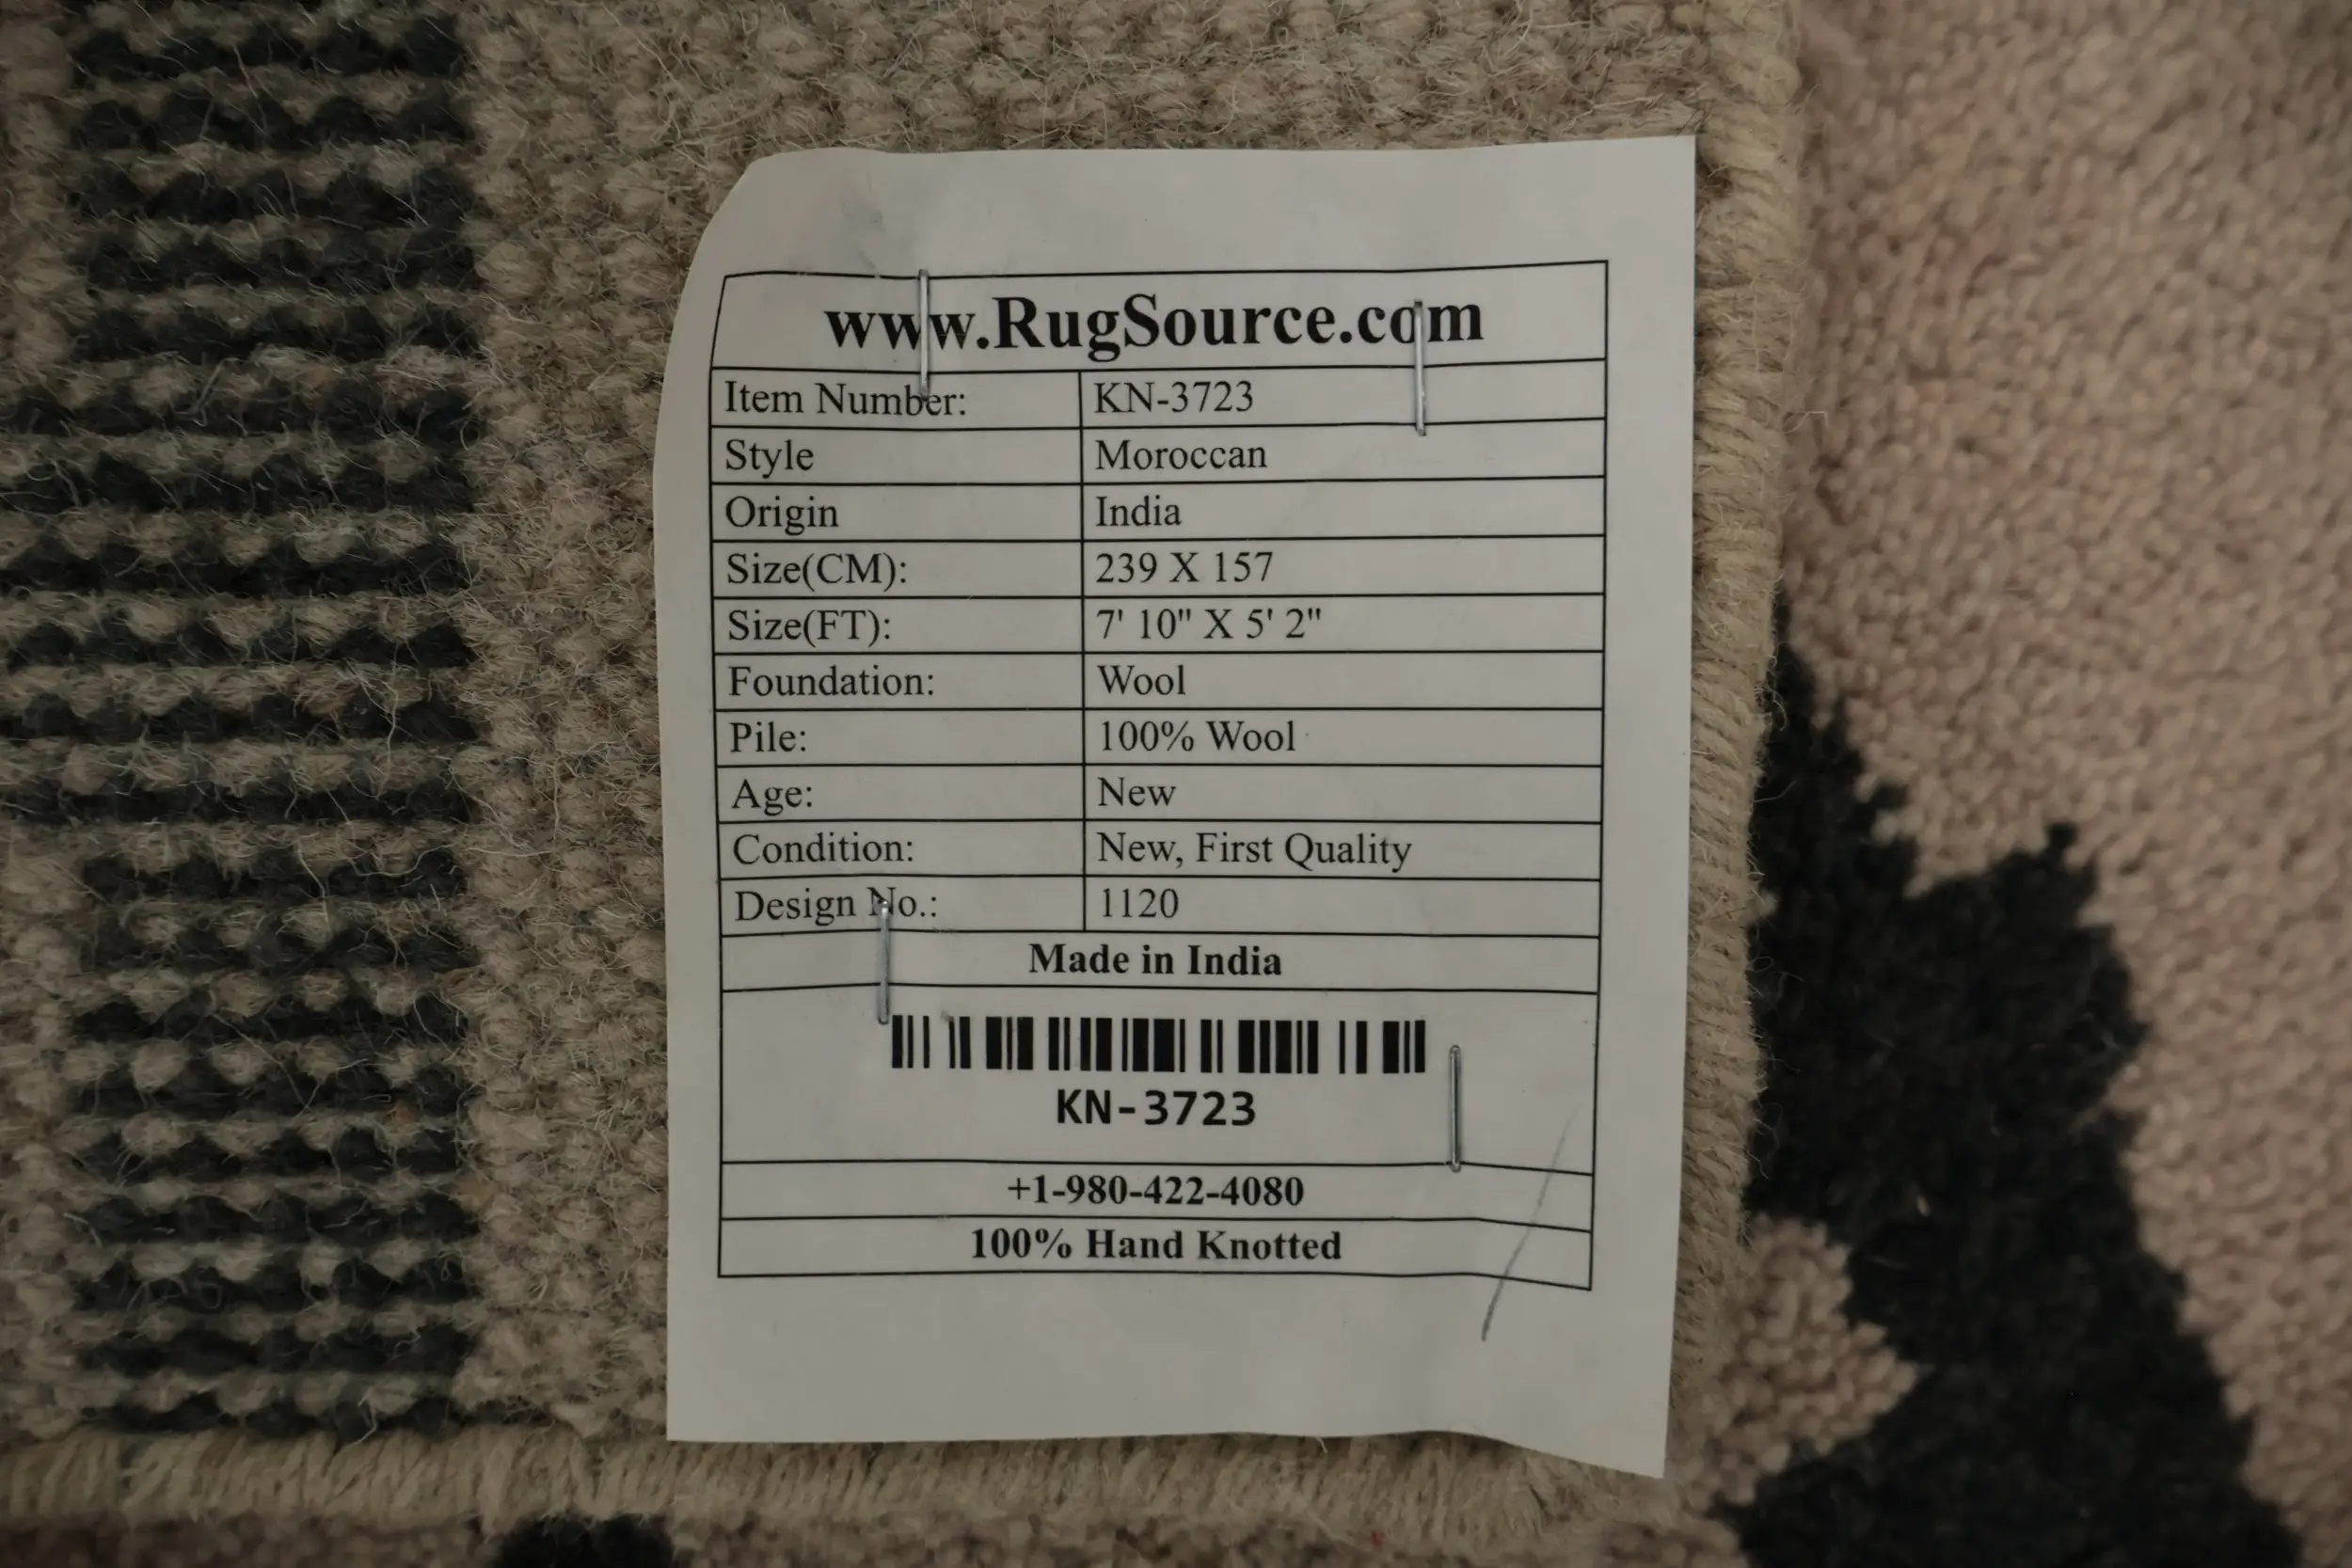 www.RugSource.com
Item Number: KN-3723
Style Moroccan
Origin India
Size(CM): 239 X 157
Size(FT): 7' 10" X 5' 2"
Foundation: Wool
Pile: 100% Wool
Age: New
Condition: New, First Quality
Design No.: 1120
Made in India
KN-3723
+1-980-422-4080
100% Hand Knotted